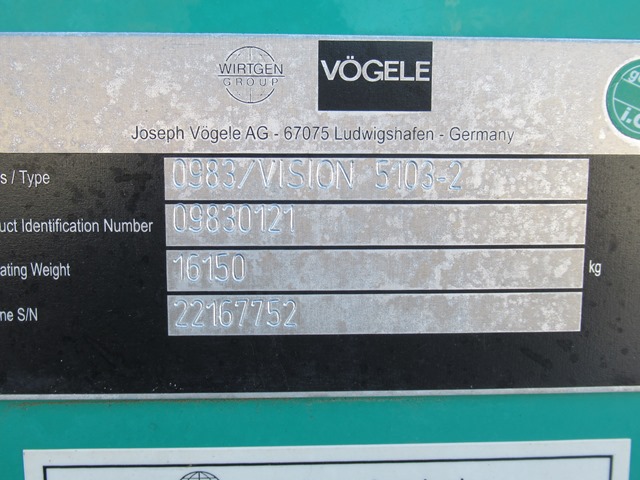 WIRTGEN
GROUP
VÖGELE
Joseph Vögele AG - 67075 Ludwigshafen - Germany
s / Type 0983/VISION 5103-2
uct Identification Number 09830121
ating Weight 16150 kg
ne S/N 22167752
i.O